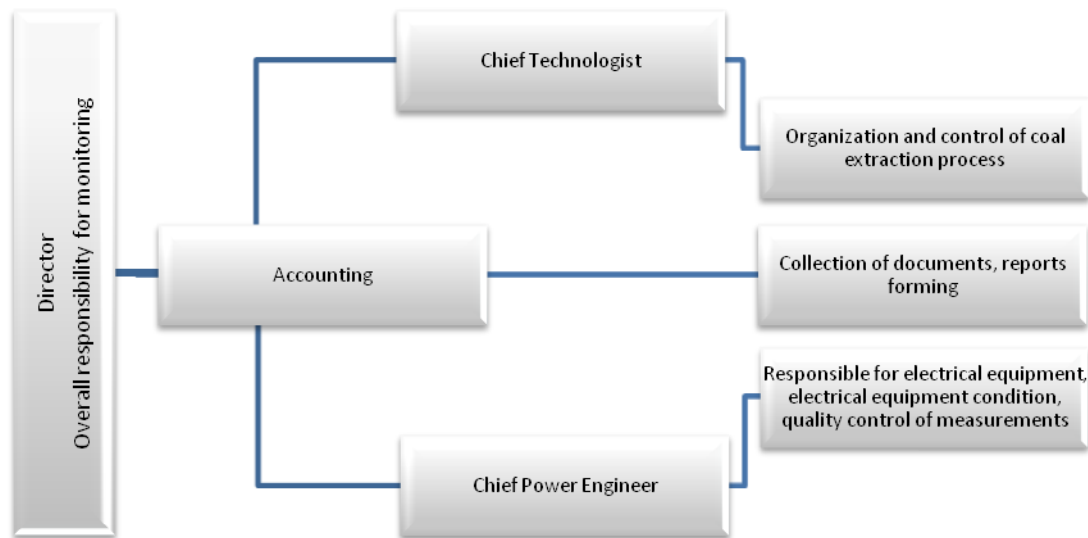 Director
Overall responsibility for monitoring
Chief Technologist
Organization and control of coal
extraction process
Accounting
Collection of documents, reports
forming
Responsible for electrical equipment,
electrical equipment condition,
quality control of measurements
Chief Power Engineer